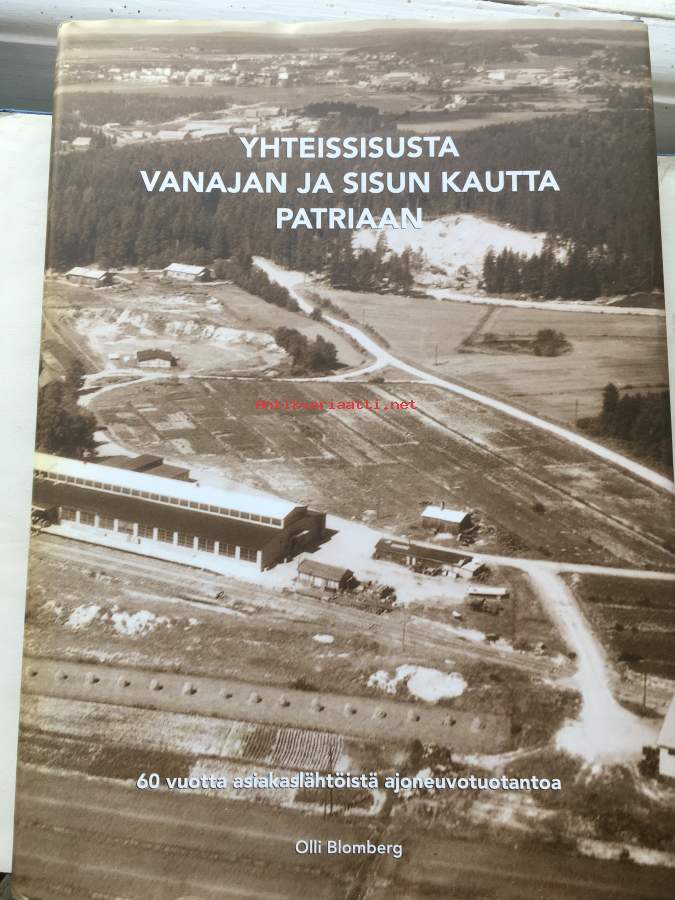 YHTEISSISUSTA
VANAJAN JA SISUN KAUTTA
PATRIAAN
antikvariaatti.net
60 vuotta asiakaslähtöistä ajoneuvotuotantoa
Olli Blomberg